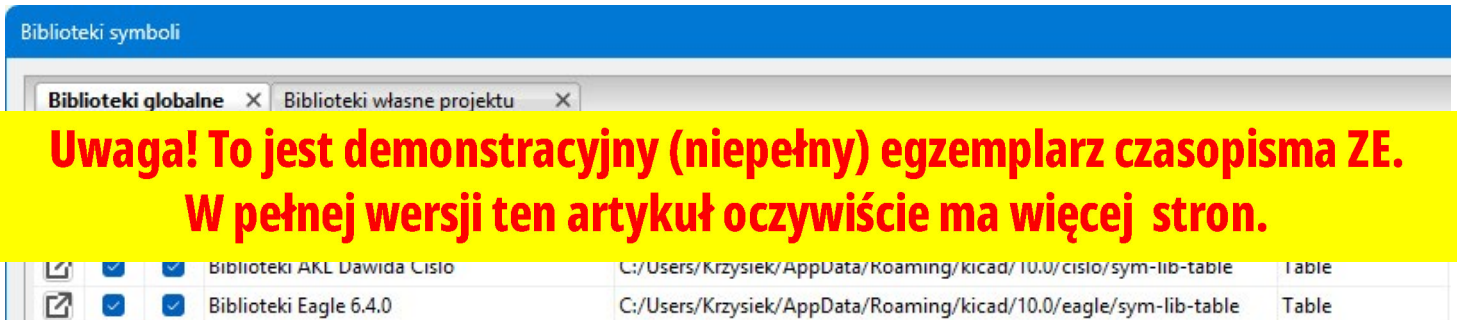 Biblioteki symboli
Biblioteki globalne × Biblioteki własne projektu ×
Uwaga! To jest demonstracyjny (niepełny) egzemplarz czasopisma ZE.
W pełnej wersji ten artykuł oczywiście ma więcej stron.
Biblioteki AKL Dawida Cisło C:/Users/Krzysiek/AppData/Roaming/kicad/10.0/cislo/sym-lib-table Table
Biblioteki Eagle 6.4.0 C:/Users/Krzysiek/AppData/Roaming/kicad/10.0/eagle/sym-lib-table Table